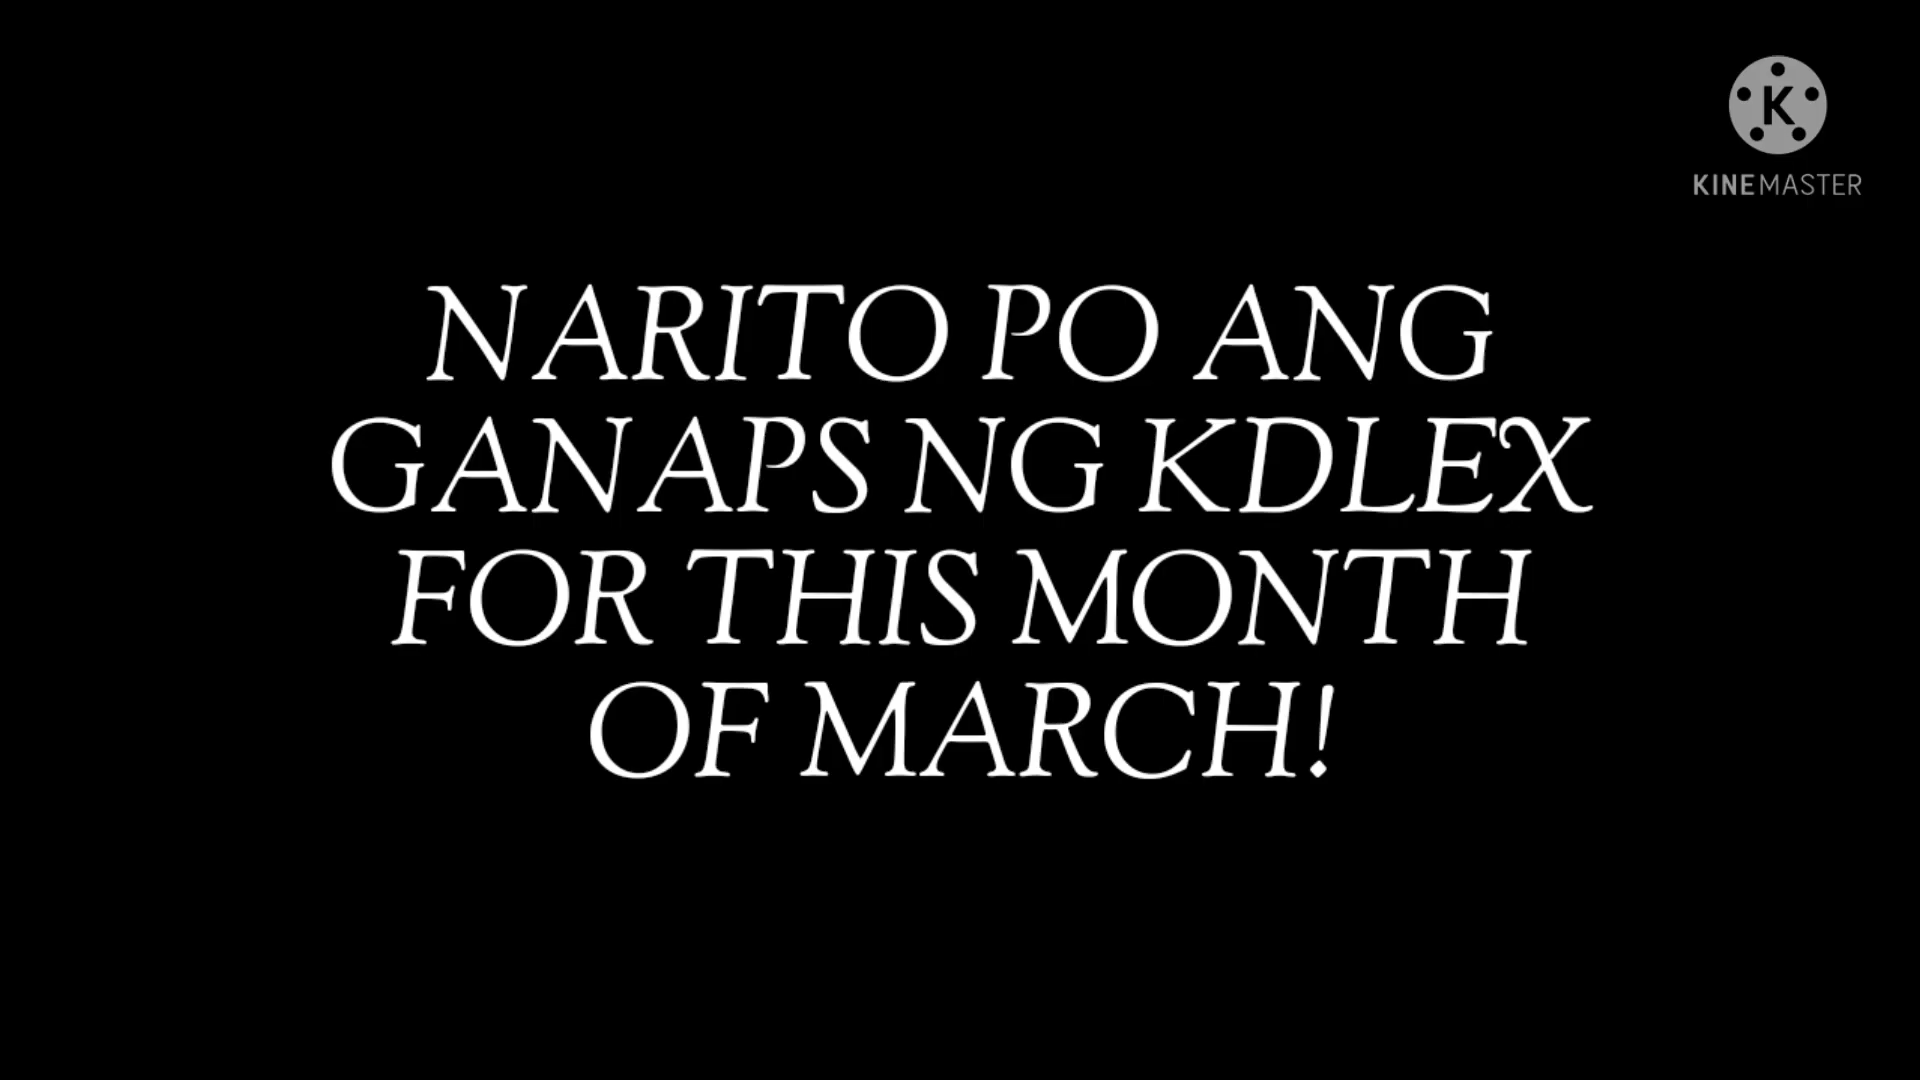 K
KINEMASTER
NARITO PO ANG
GANAPS NG KDLEX
FOR THIS MONTH
OF MARCH!